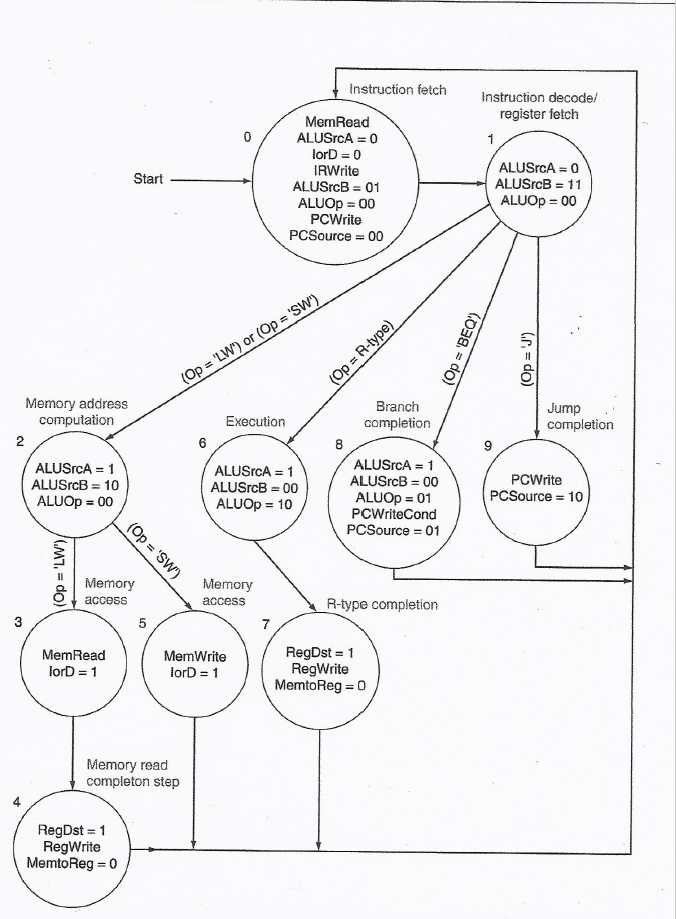 Instruction fetch
Instruction decode/
register fetch
0
MemRead
ALUSrcA = 0
IorD = 0
IRWrite
ALUSrcB = 01
ALUOp = 00
PCWrite
PCSource = 00
Start
1
ALUSrcA = 0
ALUSrcB = 11
ALUOp = 00
(Op = 'LW') or (Op = 'SW')
(Op = R-type)
(Op = 'BEQ')
(Op = 'J')
Memory address
computation
2
ALUSrcA = 1
ALUSrcB = 10
ALUOp = 00
Execution
6
ALUSrcA = 1
ALUSrcB = 00
ALUOp = 10
Branch
completion
8
ALUSrcA = 1
ALUSrcB = 00
ALUOp = 01
PCWriteCond
PCSource = 01
Jump
completion
9
PCWrite
PCSource = 10
(Op = 'LW')
(Op = 'SW')
Memory
access
3
MemRead
IorD = 1
Memory
access
5
MemWrite
IorD = 1
R-type completion
7
RegDst = 1
RegWrite
MemtoReg = 0
Memory read
completon step
4
RegDst = 1
RegWrite
MemtoReg = 0